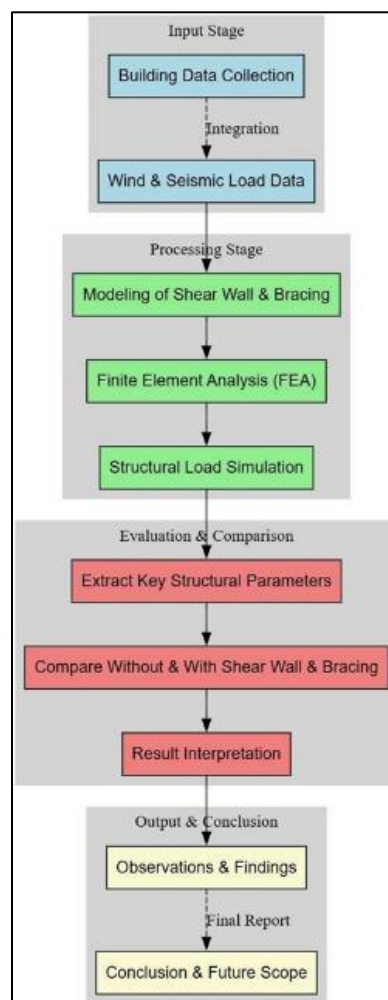 Input Stage
Building Data Collection
Integration
Wind & Seismic Load Data
Processing Stage
Modeling of Shear Wall & Bracing
Finite Element Analysis (FEA)
Structural Load Simulation
Evaluation & Comparison
Extract Key Structural Parameters
Compare Without & With Shear Wall & Bracing
Result Interpretation
Output & Conclusion
Observations & Findings
Final Report
Conclusion & Future Scope